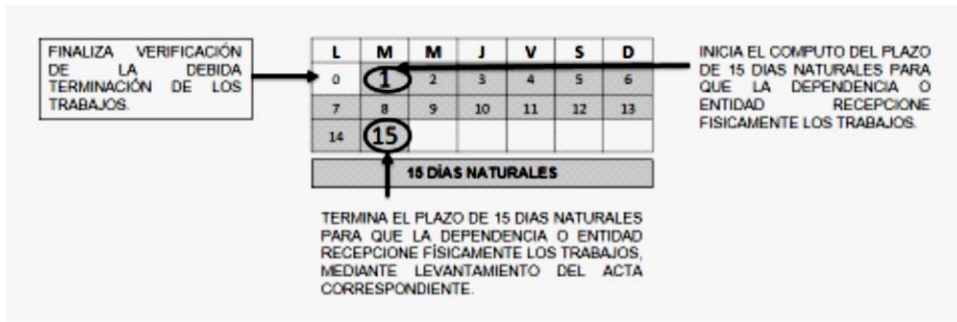 FINALIZA VERIFICACIÓN
DE LA DEBIDA
TERMINACIÓN DE LOS
TRABAJOS.
L M M J V S D
0 1 2 3 4 5 6
7 8 9 10 11 12 13
14 15
15 DÍAS NATURALES
INICIA EL COMPUTO DEL PLAZO
DE 15 DIAS NATURALES PARA
QUE LA DEPENDENCIA O
ENTIDAD RECEPCIONE
FISICAMENTE LOS TRABAJOS.
TERMINA EL PLAZO DE 15 DIAS NATURALES
PARA QUE LA DEPENDENCIA O ENTIDAD
RECEPCIONE FÍSICAMENTE LOS TRABAJOS,
MEDIANTE LEVANTAMIENTO DEL ACTA
CORRESPONDIENTE.